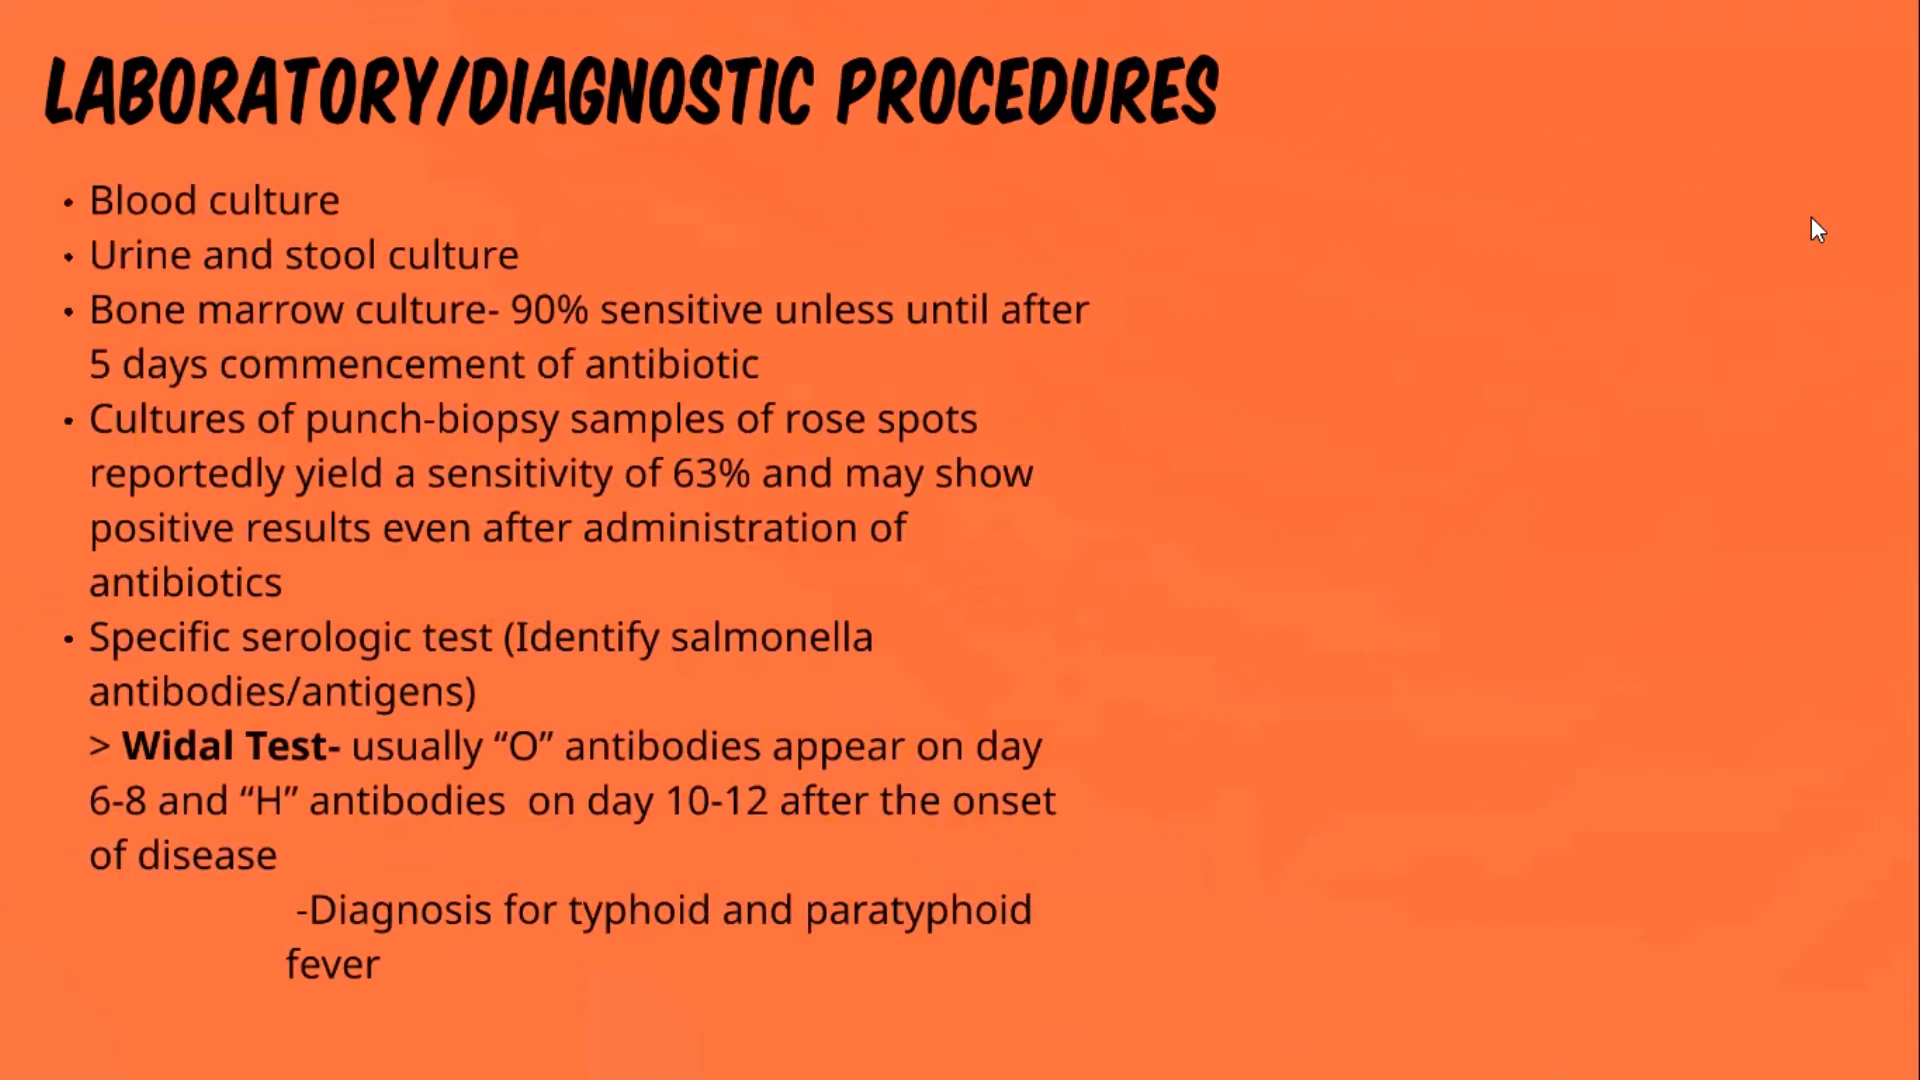 LABORATORY/DIAGNOSTIC PROCEDURES
• Blood culture
• Urine and stool culture
• Bone marrow culture- 90% sensitive unless until after
5 days commencement of antibiotic
• Cultures of punch-biopsy samples of rose spots
reportedly yield a sensitivity of 63% and may show
positive results even after administration of
antibiotics
• Specific serologic test (Identify salmonella
antibodies/antigens)
> Widal Test- usually “O” antibodies appear on day
6-8 and “H” antibodies  on day 10-12 after the onset
of disease
-Diagnosis for typhoid and paratyphoid
fever